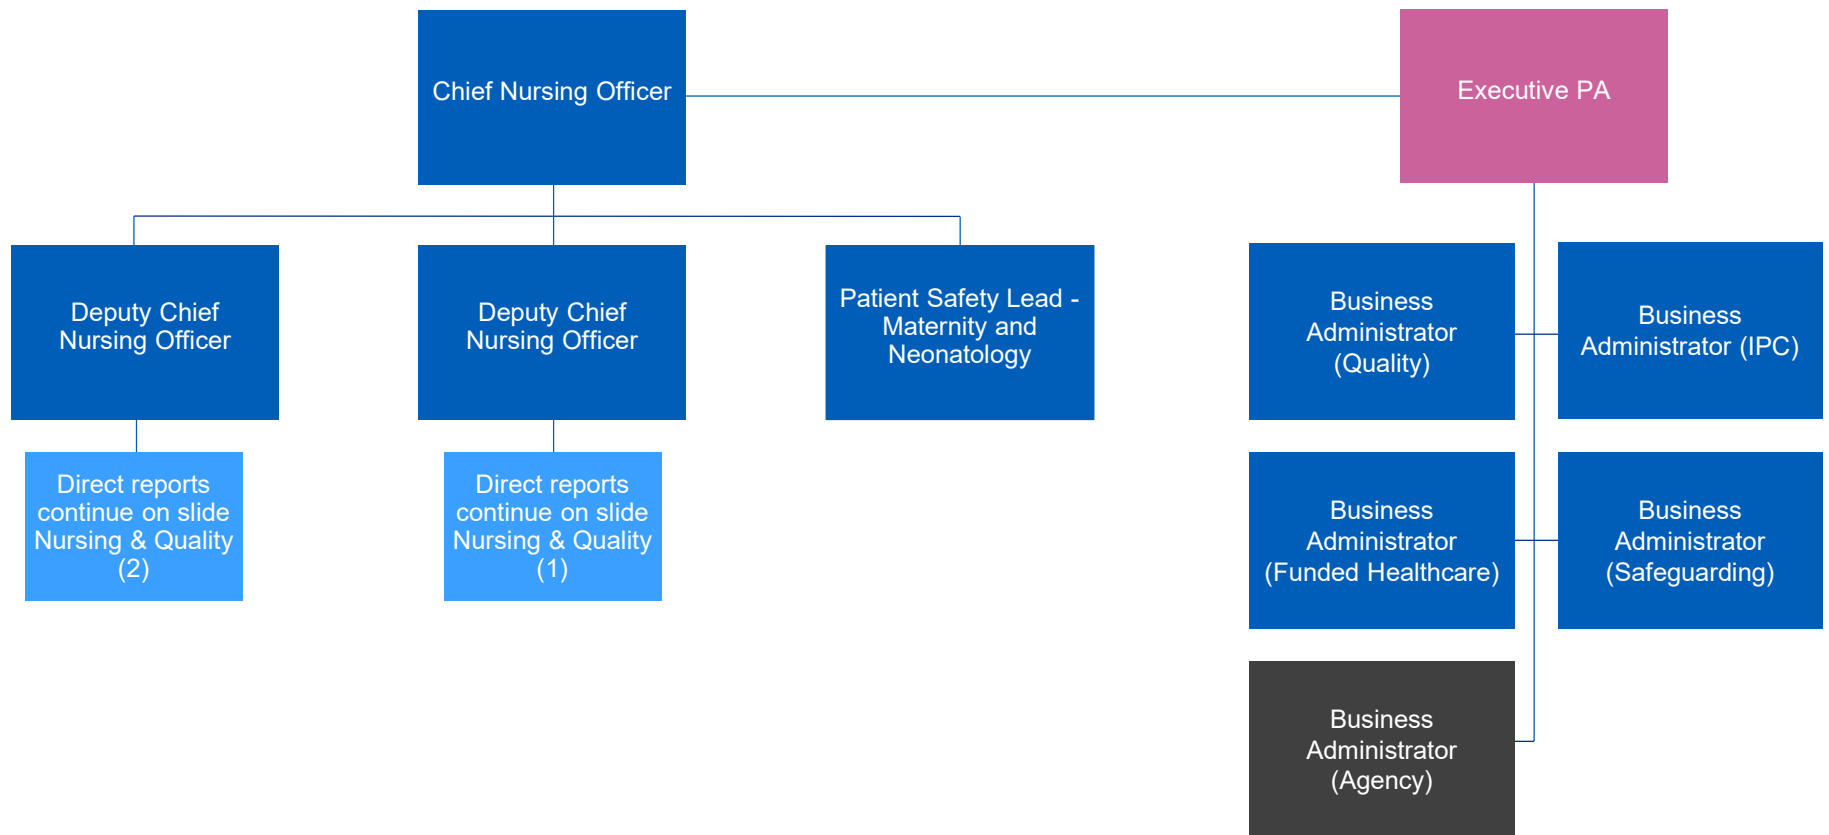 Chief Nursing Officer
Executive PA
Deputy Chief
Nursing Officer
Deputy Chief
Nursing Officer
Patient Safety Lead -
Maternity and
Neonatology
Business
Administrator
(Quality)
Business
Administrator (IPC)
Direct reports
continue on slide
Nursing & Quality
(2)
Direct reports
continue on slide
Nursing & Quality
(1)
Business
Administrator
(Funded Healthcare)
Business
Administrator
(Safeguarding)
Business
Administrator
(Agency)